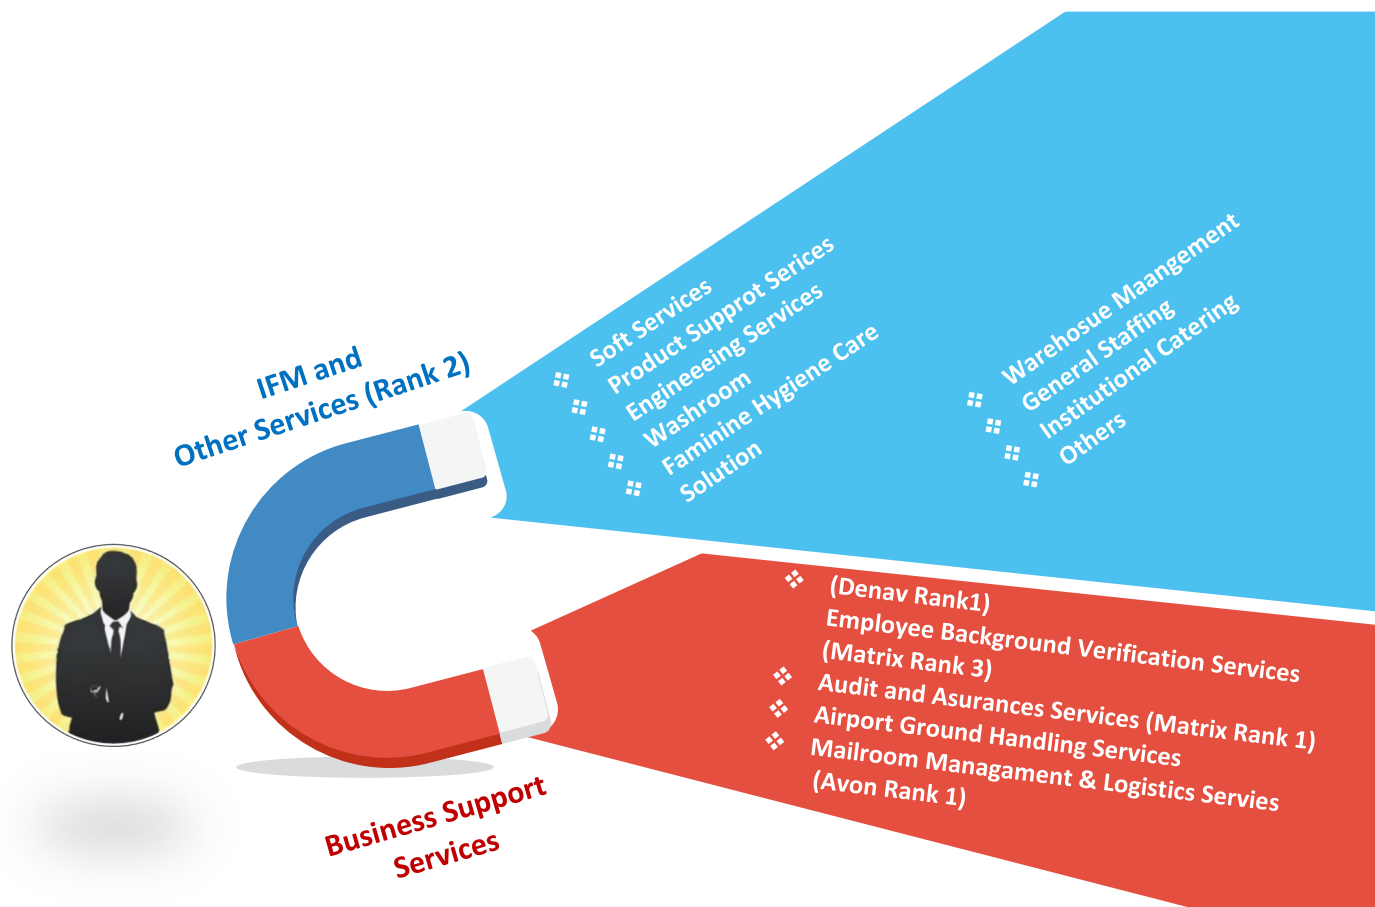 IFM and
Other Services (Rank 2)
Soft Services
Product Supprot Serices
Engineeeing Services
Washroom
Faminine Hygiene Care
Solution
Warehosue Maangement
General Staffing
Institutional Catering
Others
(Denav Rank1)
Employee Background Verification Services
(Matrix Rank 3)
Audit and Asurances Services (Matrix Rank 1)
Airport Ground Handling Services
Mailroom Managament & Logistics Servies
(Avon Rank 1)
Business Support
Services